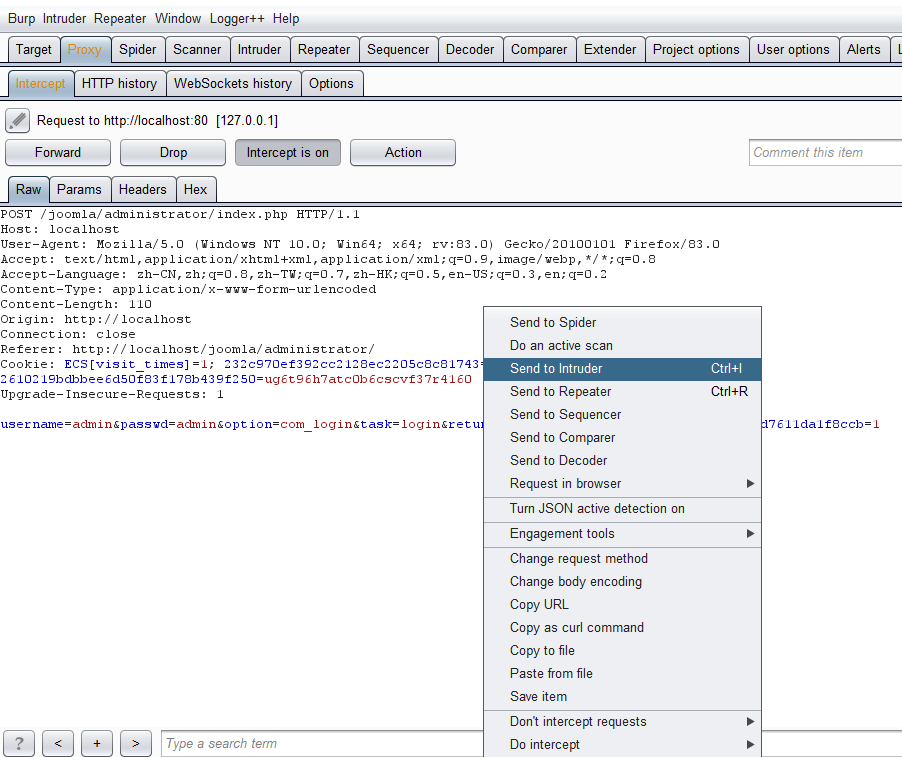 Burp Intruder Repeater Window Logger++ Help
Target Proxy Spider Scanner Intruder Repeater Sequencer Decoder Comparer Extender Project options User options Alerts
Intercept HTTP history WebSockets history Options
Request to http://localhost:80 [127.0.0.1]
Forward Drop Intercept is on Action Comment this item
Raw Params Headers Hex
POST /joomla/administrator/index.php HTTP/1.1
Host: localhost
User-Agent: Mozilla/5.0 (Windows NT 10.0; Win64; x64; rv:83.0) Gecko/20100101 Firefox/83.0
Accept: text/html,application/xhtml+xml,application/xml;q=0.9,image/webp,*/*;q=0.8
Accept-Language: zh-CN,zh;q=0.8,zh-TW;q=0.7,zh-HK;q=0.5,en-US;q=0.3,en;q=0.2
Content-Type: application/x-www-form-urlencoded
Content-Length: 110
Origin: http://localhost
Connection: close
Referer: http://localhost/joomla/administrator/
Cookie: ECS[visit_times]=1; 232c970ef392cc2128ec2205c8c81743=
2610219bdbbee6d50f83f178b439f250=ug6t96h7atc0b6cscvf37r4160
Upgrade-Insecure-Requests: 1
username=admin&passwd=admin&option=com_login&task=login&retur d7611da1f8ccb=1
Send to Spider
Do an active scan
Send to Intruder Ctrl+I
Send to Repeater Ctrl+R
Send to Sequencer
Send to Comparer
Send to Decoder
Request in browser
Turn JSON active detection on
Engagement tools
Change request method
Change body encoding
Copy URL
Copy as curl command
Copy to file
Paste from file
Save item
Don't intercept requests
Do intercept
? < + > Type a search term